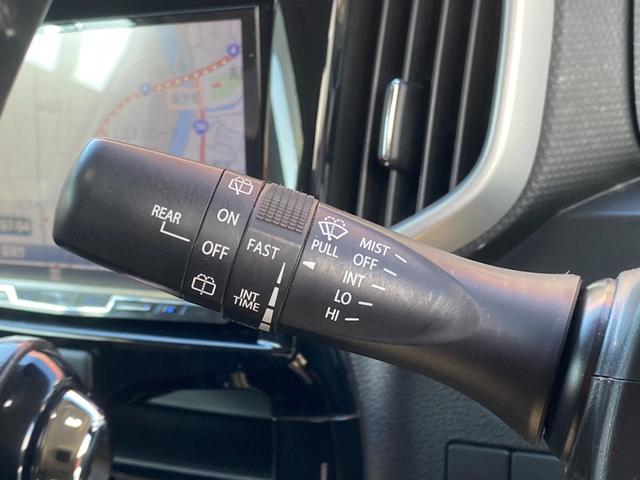 REAR
ON
OFF
FAST
INT
TIME
PULL
MIST
OFF
INT
LO
HI